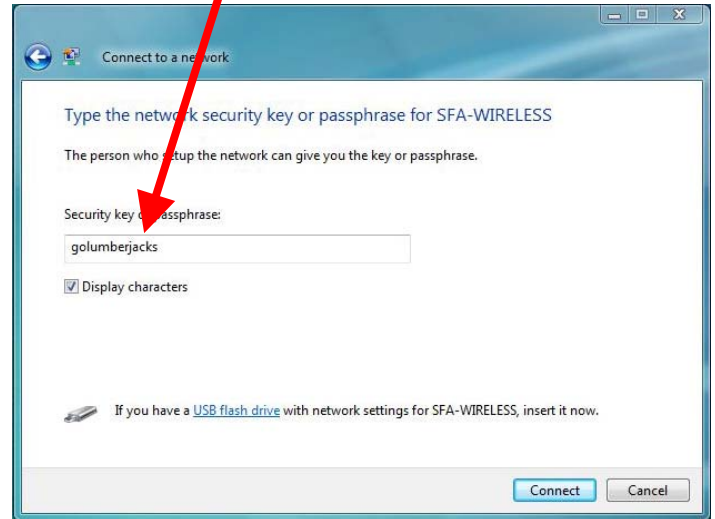 Connect to a network
Type the network security key or passphrase for SFA-WIRELESS
The person who setup the network can give you the key or passphrase.
Security key or passphrase:
golumberjacks
Display characters
If you have a USB flash drive with network settings for SFA-WIRELESS, insert it now.
Connect Cancel